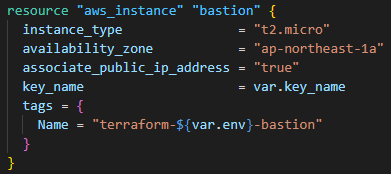 resource "aws_instance" "bastion" {
  instance_type               = "t2.micro"
  availability_zone           = "ap-northeast-1a"
  associate_public_ip_address = "true"
  key_name                    = var.key_name
  tags = {
    Name = "terraform-${var.env}-bastion"
  }
}